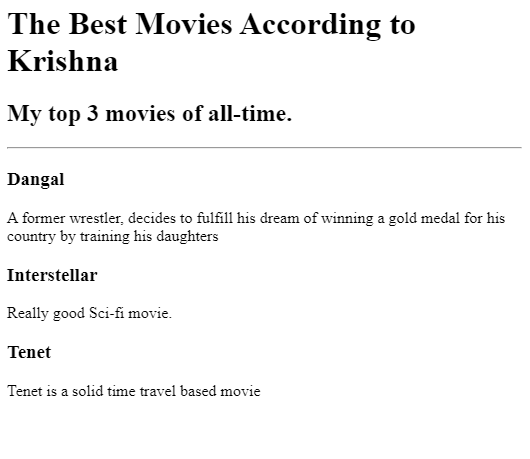 The Best Movies According to
Krishna
My top 3 movies of all-time.
Dangal
A former wrestler, decides to fulfill his dream of winning a gold medal for his
country by training his daughters
Interstellar
Really good Sci-fi movie.
Tenet
Tenet is a solid time travel based movie